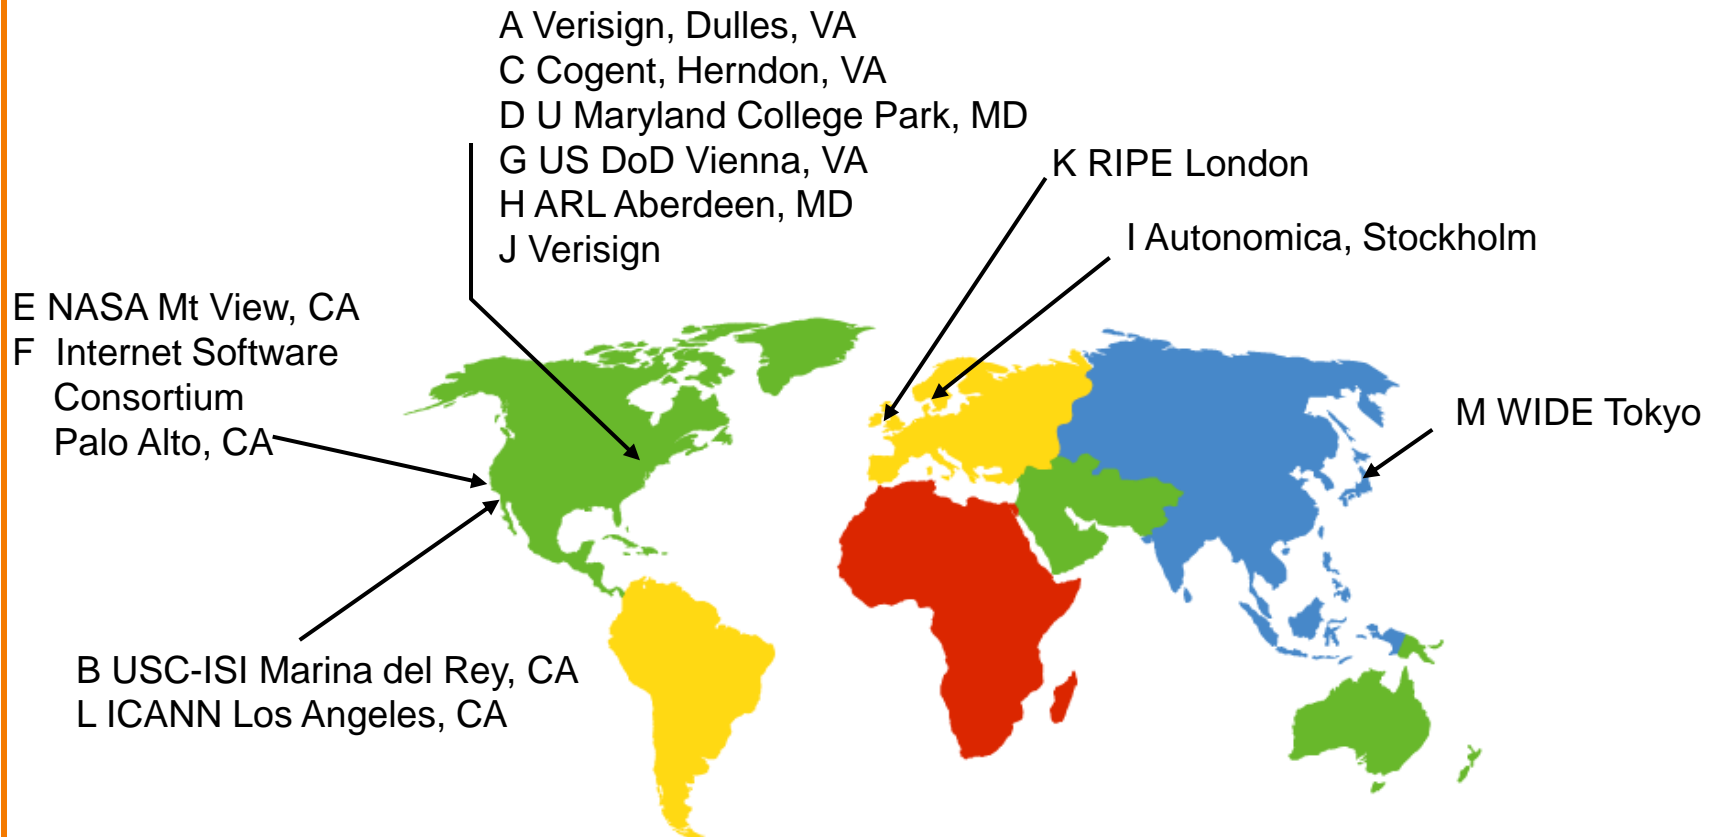 A Verisign, Dulles, VA
C Cogent, Herndon, VA
D U Maryland College Park, MD
G US DoD Vienna, VA
H ARL Aberdeen, MD
J Verisign
K RIPE London
I Autonomica, Stockholm
E NASA Mt View, CA
F Internet Software
Consortium
Palo Alto, CA
M WIDE Tokyo
B USC-ISI Marina del Rey, CA
L ICANN Los Angeles, CA